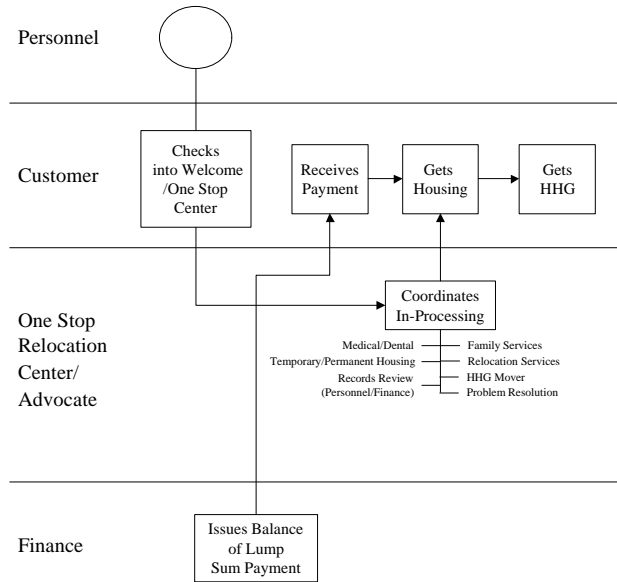 Personnel
Customer
Checks
into Welcome
/One Stop
Center
Receives
Payment
Gets
Housing
Gets
HHG
One Stop
Relocation
Center/
Advocate
Coordinates
In-Processing
Medical/Dental
Temporary/Permanent Housing
Records Review
(Personnel/Finance)
Family Services
Relocation Services
HHG Mover
Problem Resolution
Finance
Issues Balance
of Lump
Sum Payment